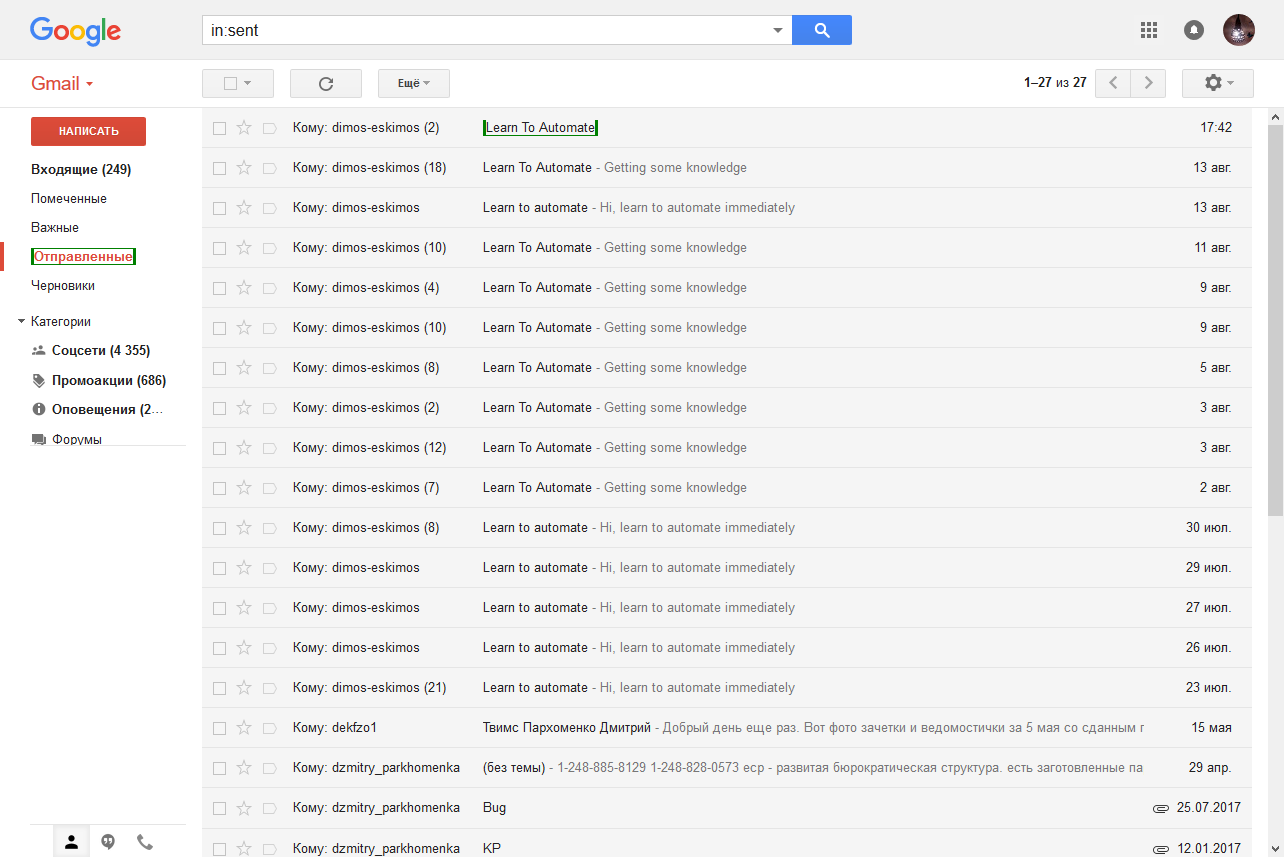 Google
in:sent
Gmail
Ещё
1–27 из 27
НАПИСАТЬ
Входящие (249)
Помеченные
Важные
Отправленные
Черновики
Категории
Соцсети (4 355)
Промоакции (686)
Оповещения (2...
Форумы
Кому: dimos-eskimos (2) Learn To Automate 17:42
Кому: dimos-eskimos (18) Learn To Automate - Getting some knowledge 13 авг.
Кому: dimos-eskimos Learn to automate - Hi, learn to automate immediately 13 авг.
Кому: dimos-eskimos (10) Learn To Automate - Getting some knowledge 11 авг.
Кому: dimos-eskimos (4) Learn To Automate - Getting some knowledge 9 авг.
Кому: dimos-eskimos (10) Learn To Automate - Getting some knowledge 9 авг.
Кому: dimos-eskimos (8) Learn To Automate - Getting some knowledge 5 авг.
Кому: dimos-eskimos (2) Learn To Automate - Getting some knowledge 3 авг.
Кому: dimos-eskimos (12) Learn To Automate - Getting some knowledge 3 авг.
Кому: dimos-eskimos (7) Learn To Automate - Getting some knowledge 2 авг.
Кому: dimos-eskimos (8) Learn to automate - Hi, learn to automate immediately 30 июл.
Кому: dimos-eskimos Learn to automate - Hi, learn to automate immediately 29 июл.
Кому: dimos-eskimos Learn to automate - Hi, learn to automate immediately 27 июл.
Кому: dimos-eskimos Learn to automate - Hi, learn to automate immediately 26 июл.
Кому: dimos-eskimos (21) Learn to automate - Hi, learn to automate immediately 23 июл.
Кому: dekfzo1 Твимс Пархоменко Дмитрий - Добрый день еще раз. Вот фото зачетки и ведомостички за 5 мая со сданным 15 мая
Кому: dzmitry_parkhomenka (без темы) - 1-248-885-8129 1-248-828-0573 еср - развитая бюрократическая структура. есть заготовленные па 29 апр.
Кому: dzmitry_parkhomenka Bug 25.07.2017
Кому: dzmitry_parkhomenka KP 12.01.2017